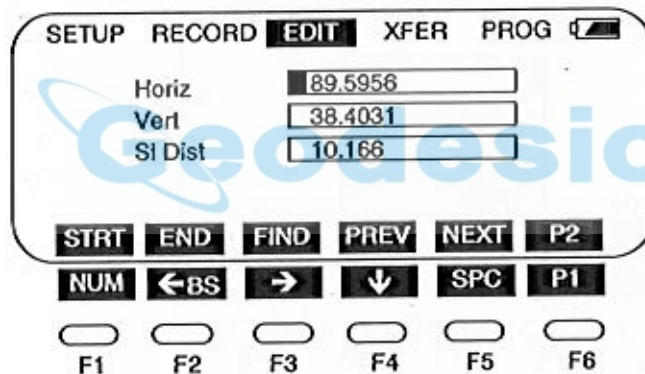 SETUP RECORD EDIT XFER PROG
Horiz 89.5956
Vert 38.4031
Sl Dist 10.166
Geodesic
STRT END FIND PREV NEXT P2
NUM ←BS → ↓ SPC P1
F1 F2 F3 F4 F5 F6